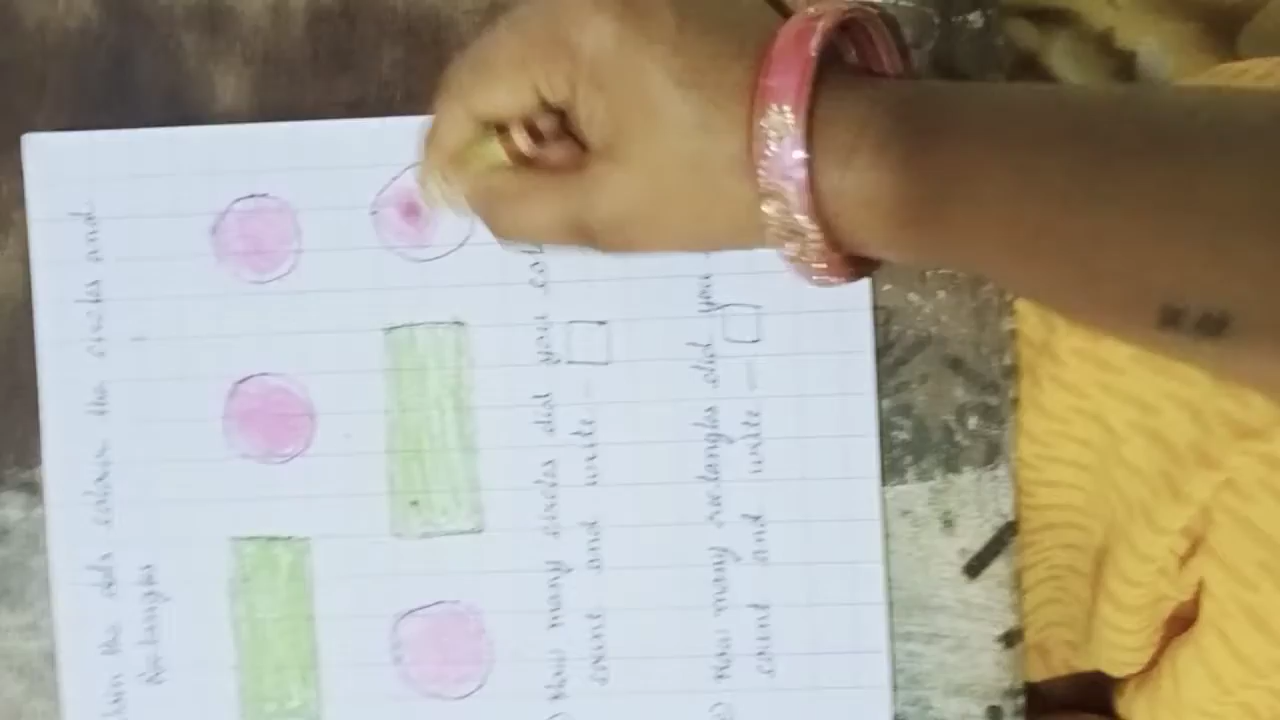 the dots colour the circles and
Rectangles
How many circles did you
count and write -
How many rectangles did you
count and write —